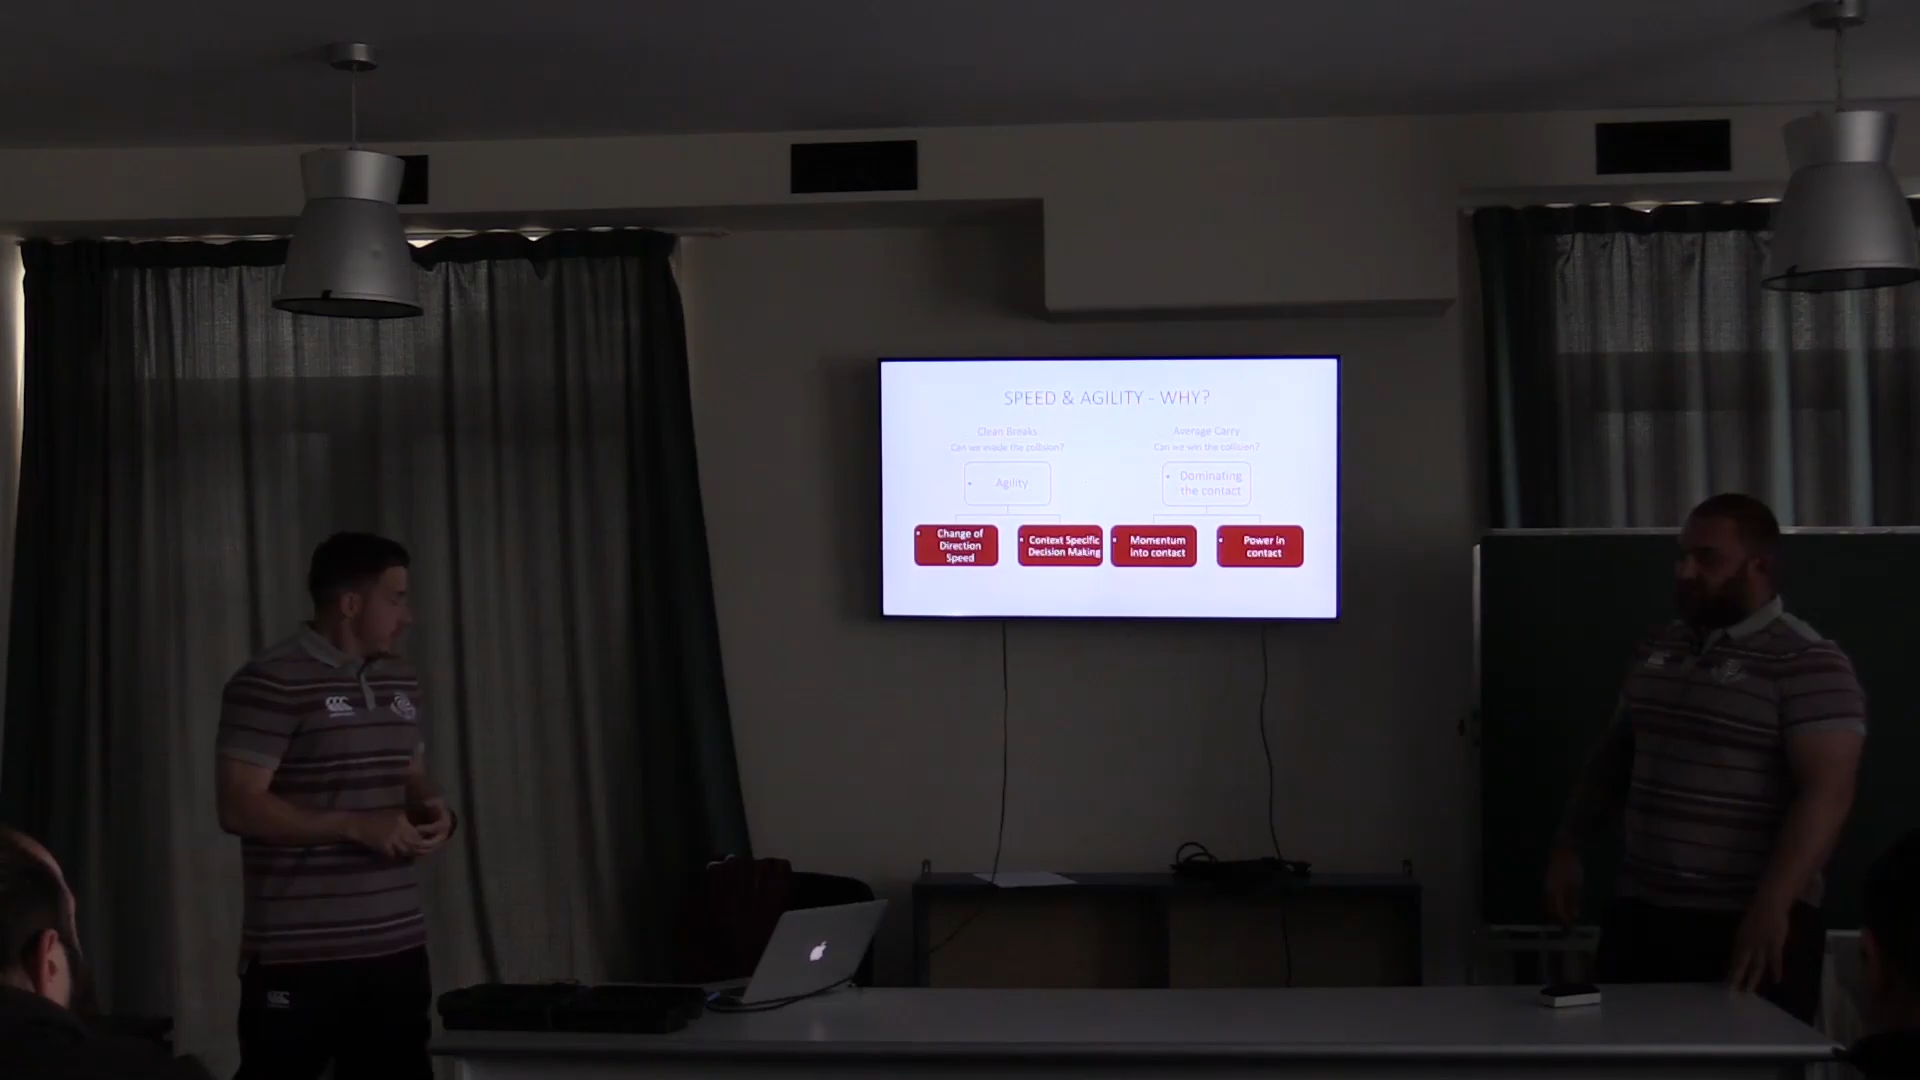 SPEED & AGILITY - WHY?
Clean Breaks
Can we evade the collision?
Agility
Change of
Direction
Speed
Context Specific
Decision Making
Average Carry
Can we win the collision?
Dominating
the contact
Momentum
into contact
Power in
contact